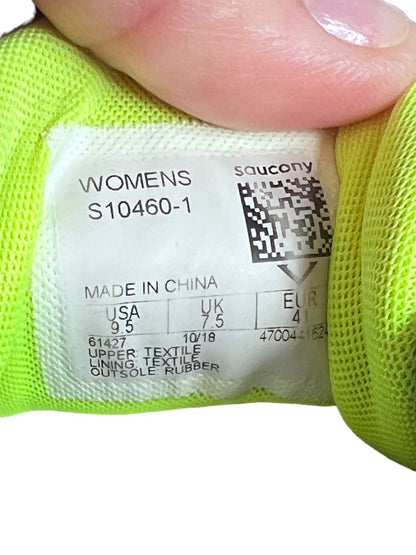 WOMENS
S10460-1
saucony
MADE IN CHINA
USA UK EUR
9.5 7.5 41
61427 10/18
UPPER: TEXTILE
LINING: TEXTILE
OUTSOLE: RUBBER